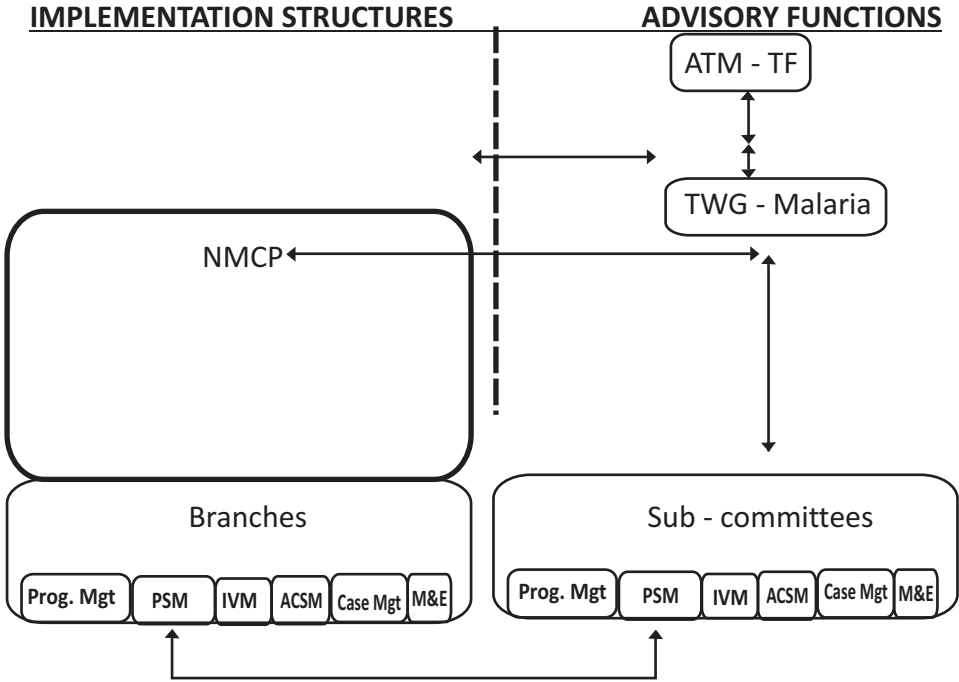 IMPLEMENTATION STRUCTURES
ADVISORY FUNCTIONS
ATM - TF
TWG - Malaria
NMCP
Branches
Prog. Mgt
PSM
IVM
ACSM
Case Mgt
M&E
Sub - committees
Prog. Mgt
PSM
IVM
ACSM
Case Mgt
M&E